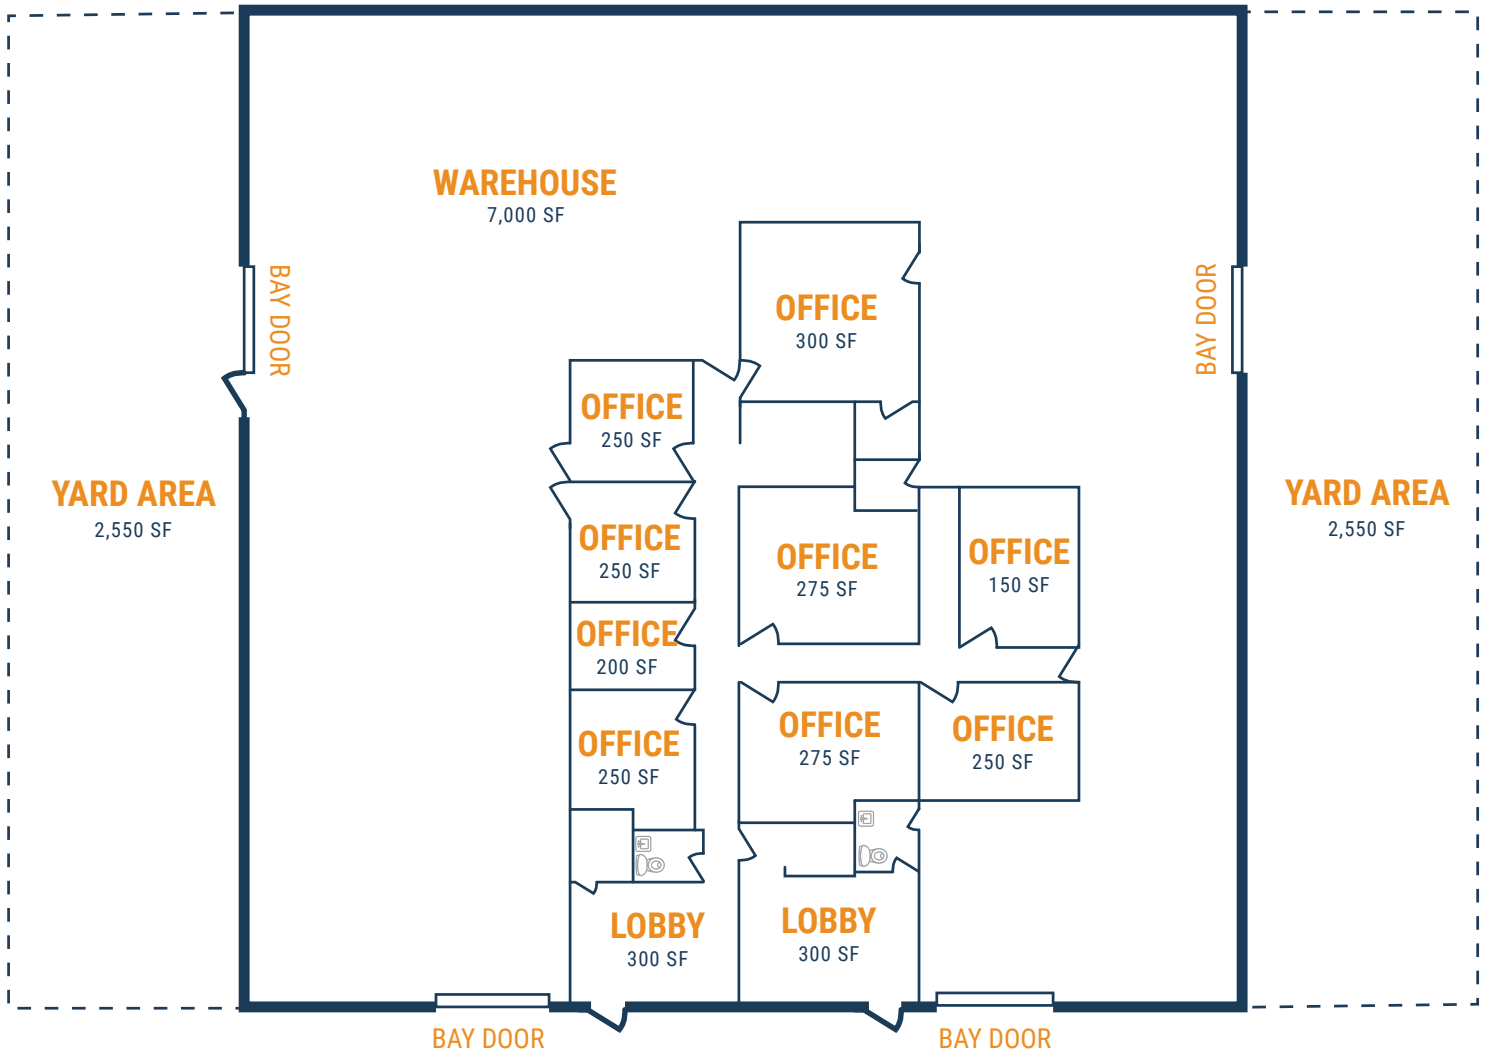 WAREHOUSE
7,000 SF
BAY DOOR
BAY DOOR
OFFICE
300 SF
OFFICE
250 SF
YARD AREA
2,550 SF
YARD AREA
2,550 SF
OFFICE
250 SF
OFFICE
275 SF
OFFICE
150 SF
OFFICE
200 SF
OFFICE
250 SF
OFFICE
275 SF
OFFICE
250 SF
LOBBY
300 SF
LOBBY
300 SF
BAY DOOR
BAY DOOR